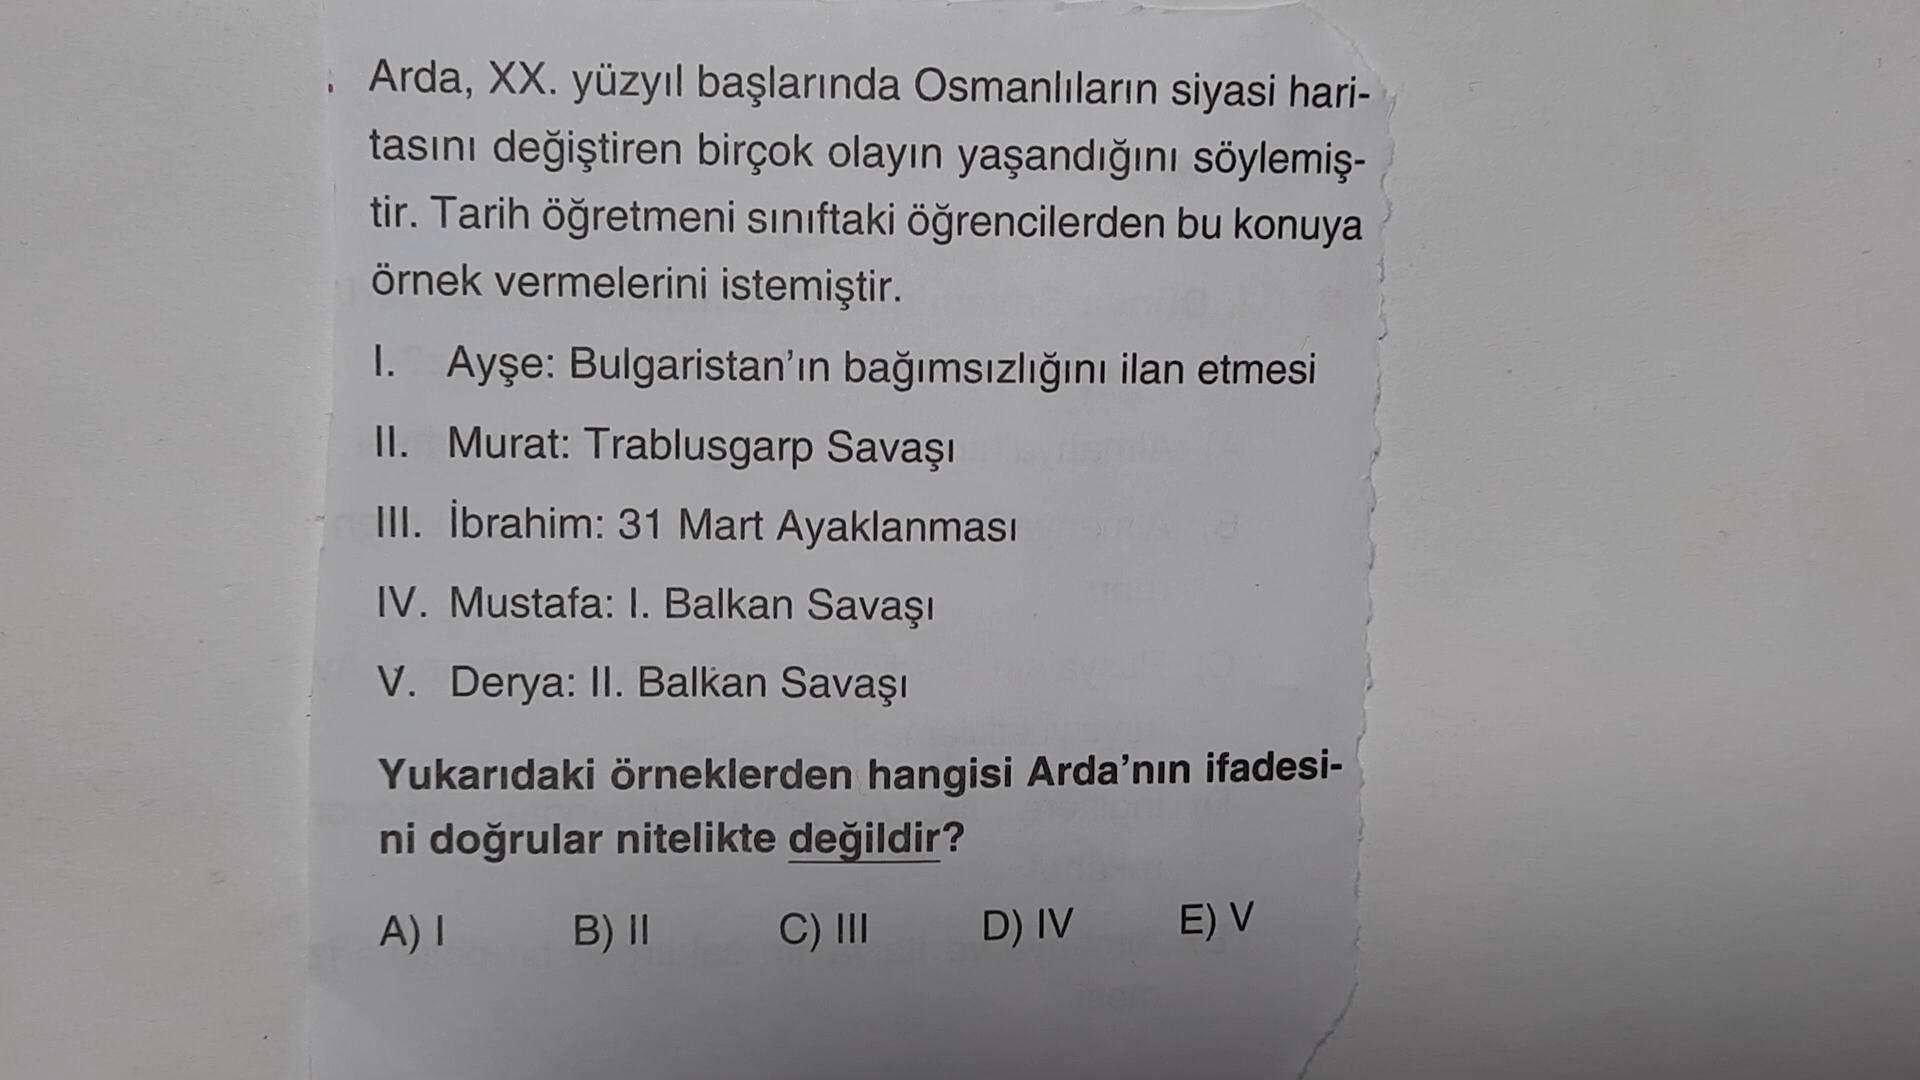 Arda, XX. yüzyıl başlarında Osmanlıların siyasi hari-
tasını değiştiren birçok olayın yaşandığını söylemiş-
tir. Tarih öğretmeni sınıftaki öğrencilerden bu konuya
örnek vermelerini istemiştir.
I. Ayşe: Bulgaristan'ın bağımsızlığını ilan etmesi
II. Murat: Trablusgarp Savaşı
III. İbrahim: 31 Mart Ayaklanması
IV. Mustafa: I. Balkan Savaşı
V. Derya: II. Balkan Savaşı
Yukarıdaki örneklerden hangisi Arda'nın ifadesi-
ni doğrular nitelikte değildir?
A) I B) II C) III D) IV E) V